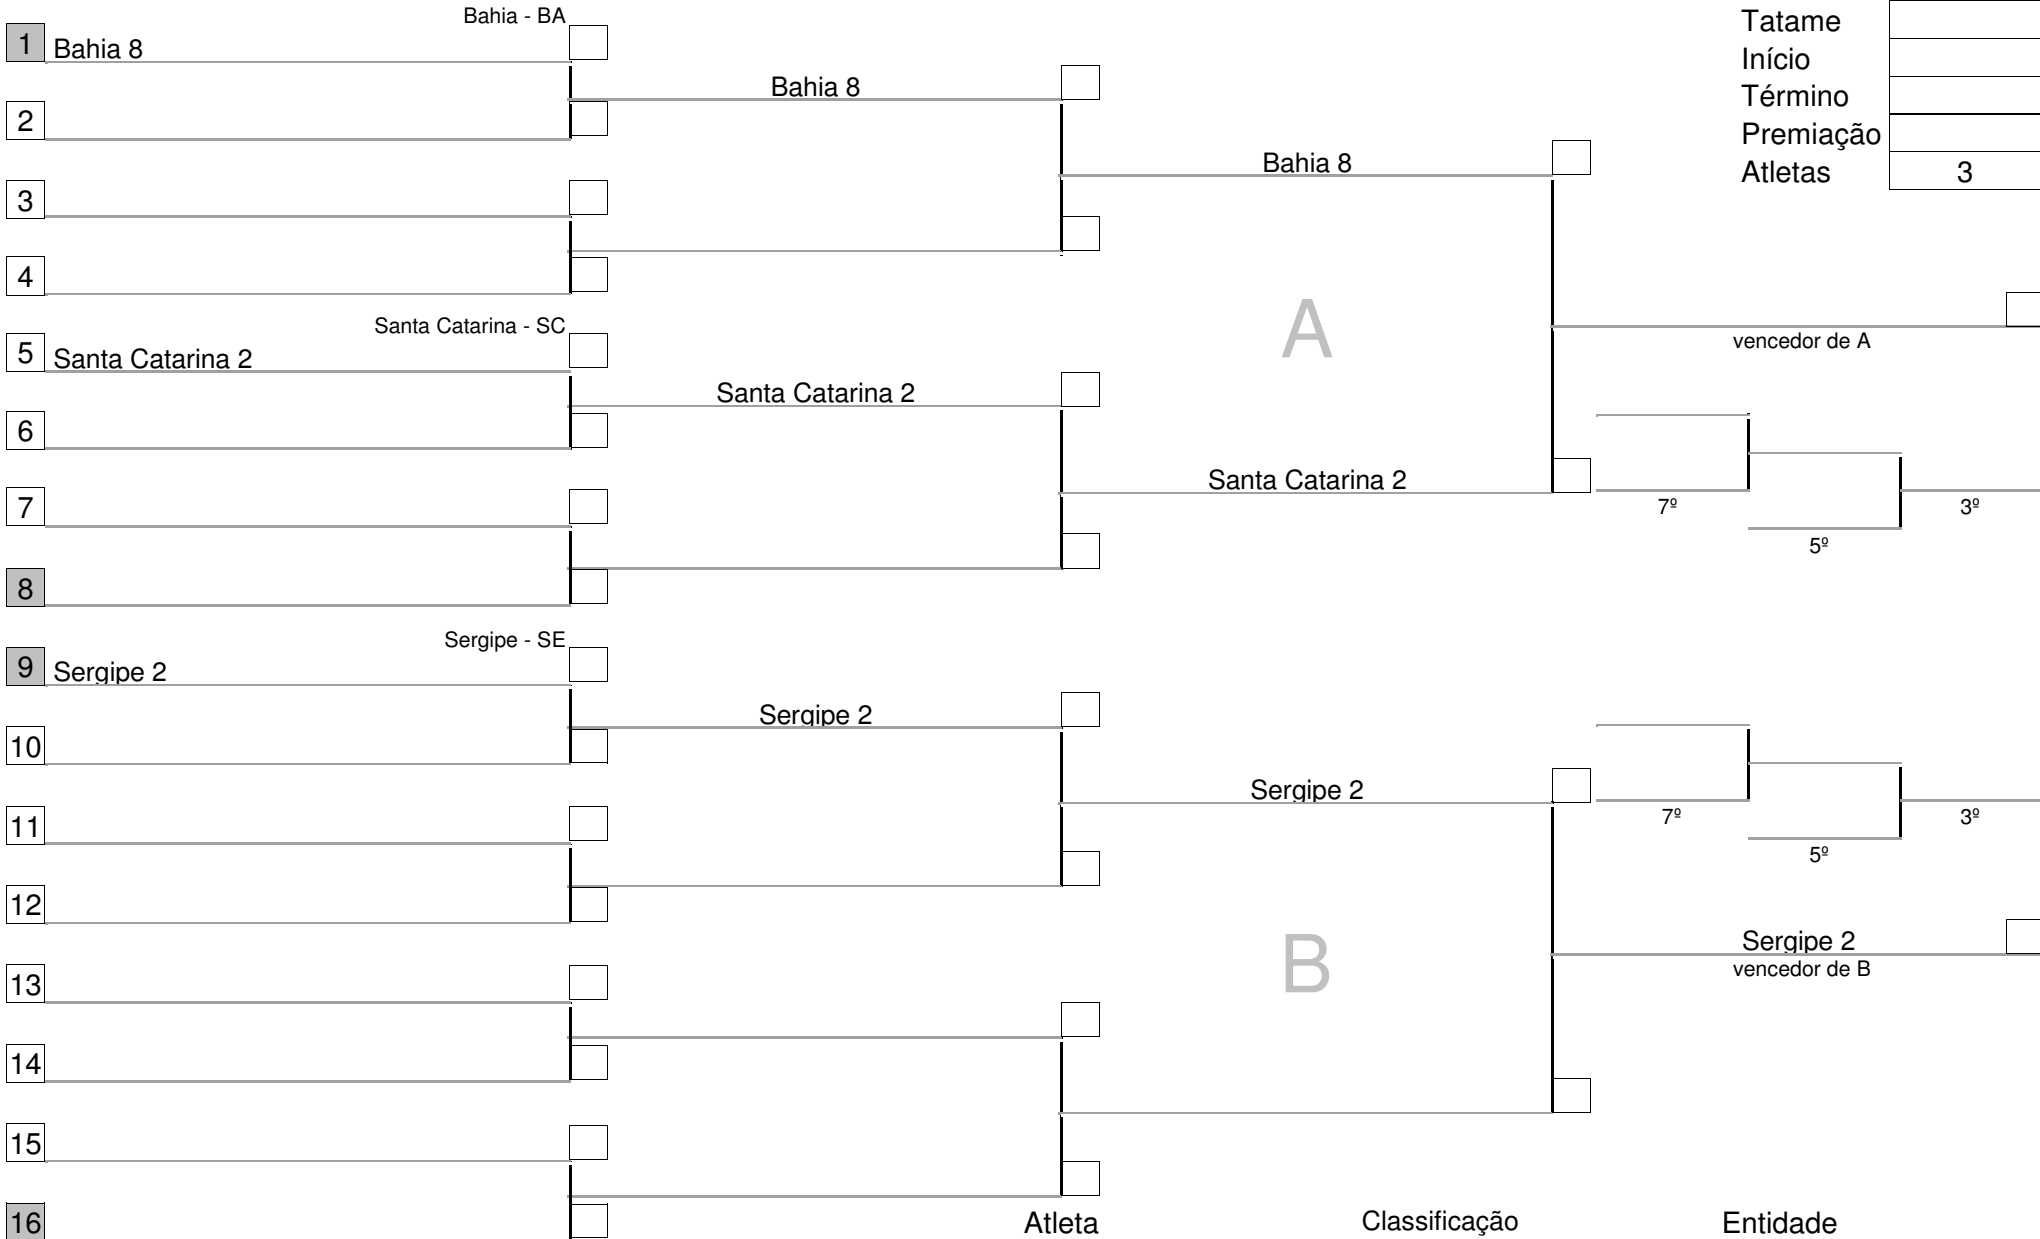 Bahia - BA
1 Bahia 8
Bahia 8
2
Bahia 8
3
4
Santa Catarina - SC
5 Santa Catarina 2
Santa Catarina 2
6
Santa Catarina 2
7
8
A
vencedor de A
7º
5º
3º
Tatame
Início
Término
Premiação
Atletas 3
Sergipe - SE
9 Sergipe 2
Sergipe 2
10
Sergipe 2
11
12
7º
5º
3º
B
Sergipe 2
vencedor de B
13
14
15
16
Atleta Classificação Entidade